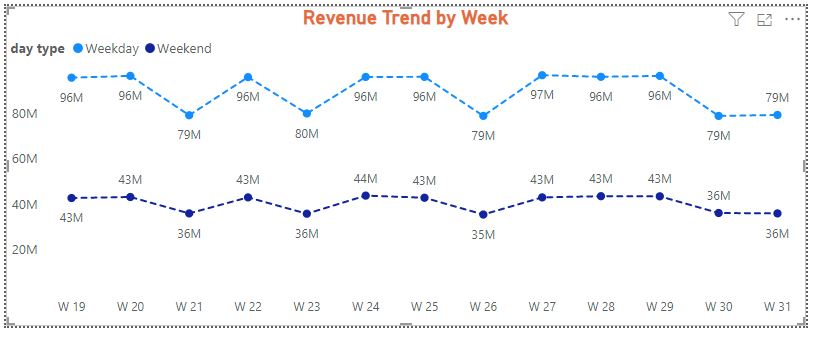 Revenue Trend by Week
day type Weekday Weekend
96M 96M 79M 96M 80M 96M 96M 79M 97M 96M 96M 79M 79M
80M
60M
43M 43M 36M 43M 36M 44M 43M 35M 43M 43M 43M 36M 36M
40M
20M
W 19 W 20 W 21 W 22 W 23 W 24 W 25 W 26 W 27 W 28 W 29 W 30 W 31